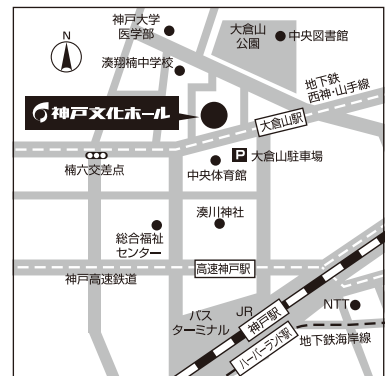 神戸大学
医学部
大倉山
公園
中央図書館
N
湊翔楠中学校
地下鉄
西神・山手線
神戸文化ホール
大倉山駅
P 大倉山駐車場
楠六交差点
中央体育館
湊川神社
総合福祉
センター
高速神戸駅
神戸高速鉄道
JR
神戸駅
NTT
バス
ターミナル
ハーバーランド駅
地下鉄海岸線